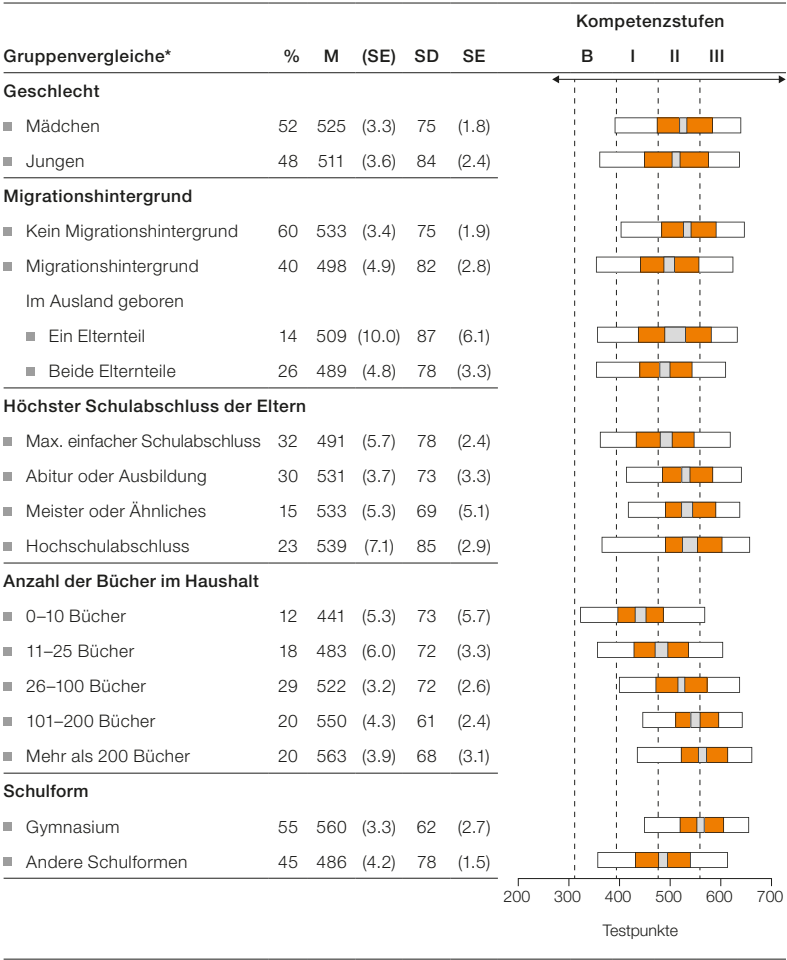 Kompetenzstufen
Gruppenvergleiche* % M (SE) SD SE B I II III
Geschlecht
Mädchen 52 525 (3.3) 75 (1.8)
Jungen 48 511 (3.6) 84 (2.4)
Migrationshintergrund
Kein Migrationshintergrund 60 533 (3.4) 75 (1.9)
Migrationshintergrund 40 498 (4.9) 82 (2.8)
Im Ausland geboren
Ein Elternteil 14 509 (10.0) 87 (6.1)
Beide Elternteile 26 489 (4.8) 78 (3.3)
Höchster Schulabschluss der Eltern
Max. einfacher Schulabschluss 32 491 (5.7) 78 (2.4)
Abitur oder Ausbildung 30 531 (3.7) 73 (3.3)
Meister oder Ähnliches 15 533 (5.3) 69 (5.1)
Hochschulabschluss 23 539 (7.1) 85 (2.9)
Anzahl der Bücher im Haushalt
0–10 Bücher 12 441 (5.3) 73 (5.7)
11–25 Bücher 18 483 (6.0) 72 (3.3)
26–100 Bücher 29 522 (3.2) 72 (2.6)
101–200 Bücher 20 550 (4.3) 61 (2.4)
Mehr als 200 Bücher 20 563 (3.9) 68 (3.1)
Schulform
Gymnasium 55 560 (3.3) 62 (2.7)
Andere Schulformen 45 486 (4.2) 78 (1.5)
200 300 400 500 600 700
Testpunkte